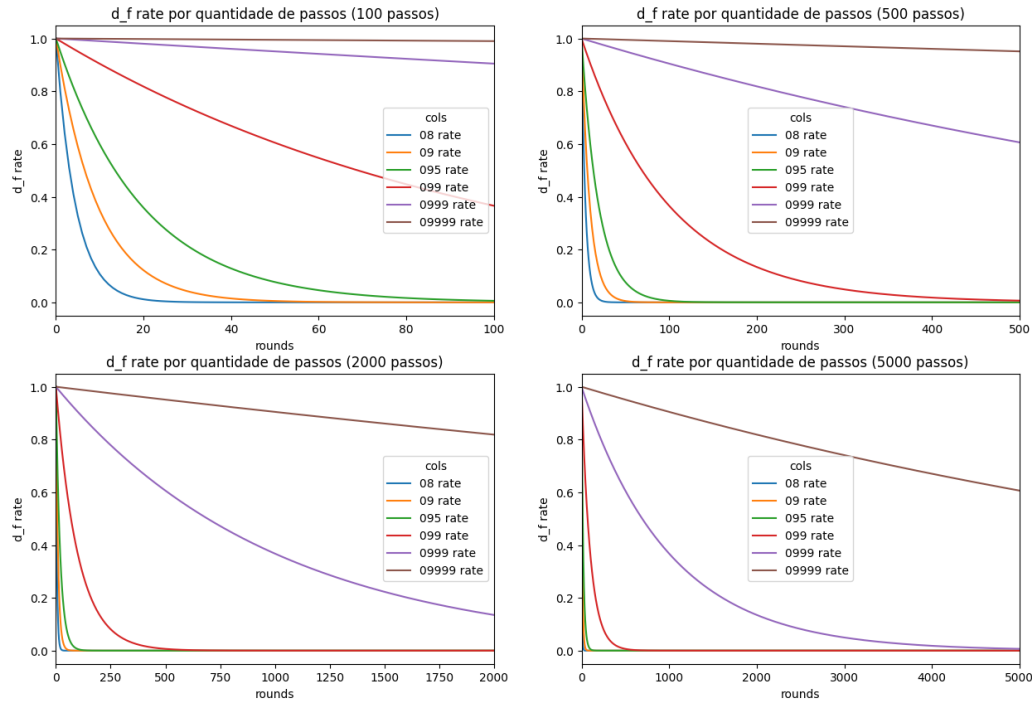 d_f rate por quantidade de passos (100 passos)
1.0
0.8
0.6
0.4
0.2
0.0
d_f rate
cols
08 rate
09 rate
095 rate
099 rate
0999 rate
09999 rate
0
20
40
60
80
100
rounds
d_f rate por quantidade de passos (500 passos)
1.0
0.8
0.6
0.4
0.2
0.0
d_f rate
cols
08 rate
09 rate
095 rate
099 rate
0999 rate
09999 rate
0
100
200
300
400
500
rounds
d_f rate por quantidade de passos (2000 passos)
1.0
0.8
0.6
0.4
0.2
0.0
d_f rate
cols
08 rate
09 rate
095 rate
099 rate
0999 rate
09999 rate
0
250
500
750
1000
1250
1500
1750
2000
rounds
d_f rate por quantidade de passos (5000 passos)
1.0
0.8
0.6
0.4
0.2
0.0
d_f rate
cols
08 rate
09 rate
095 rate
099 rate
0999 rate
09999 rate
0
1000
2000
3000
4000
5000
rounds